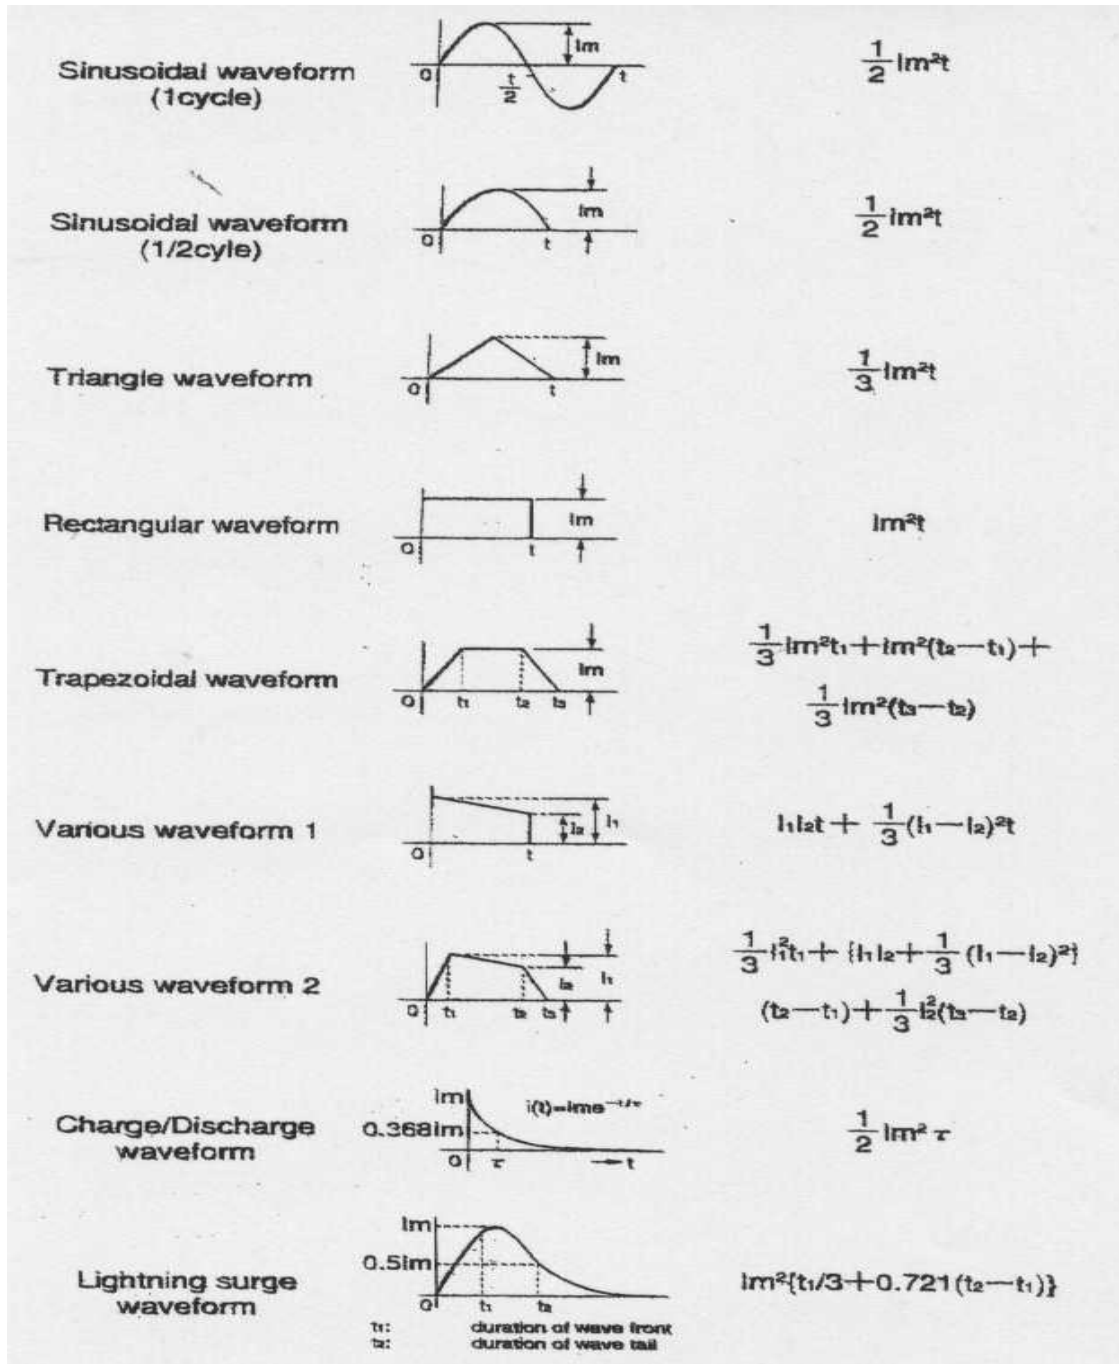 Sinusoidal waveform
(1cycle)
0
t/2
t
Im
1/2 Im²t
Sinusoidal waveform
(1/2cyle)
0
t
Im
1/2 Im²t
Triangle waveform
0
t
Im
1/3 Im²t
Rectangular waveform
0
t
Im
Im²t
Trapezoidal waveform
0
t₁
t₂
t₃
Im
1/3 Im²t₁+Im²(t₂—t₁)+
1/3 Im²(t₃—t₂)
Various waveform 1
0
t
I₂
I₁
I₁I₂t + 1/3 (I₁—I₂)²t
Various waveform 2
0
t₁
t₂
t₃
I₂
I₁
1/3 I₁²t₁+ {I₁I₂+ 1/3 (I₁—I₂)²}
(t₂—t₁)+ 1/3 I₂²(t₃—t₂)
Charge/Discharge
waveform
Im
0.368Im
i(t)=Ime⁻ᵗ/τ
0
τ
t
1/2 Im² τ
Lightning surge
waveform
Im
0.5Im
0
t₁
t₂
Im²{t₁/3+0.721(t₂—t₁)}
t₁: duration of wave front
t₂: duration of wave tail